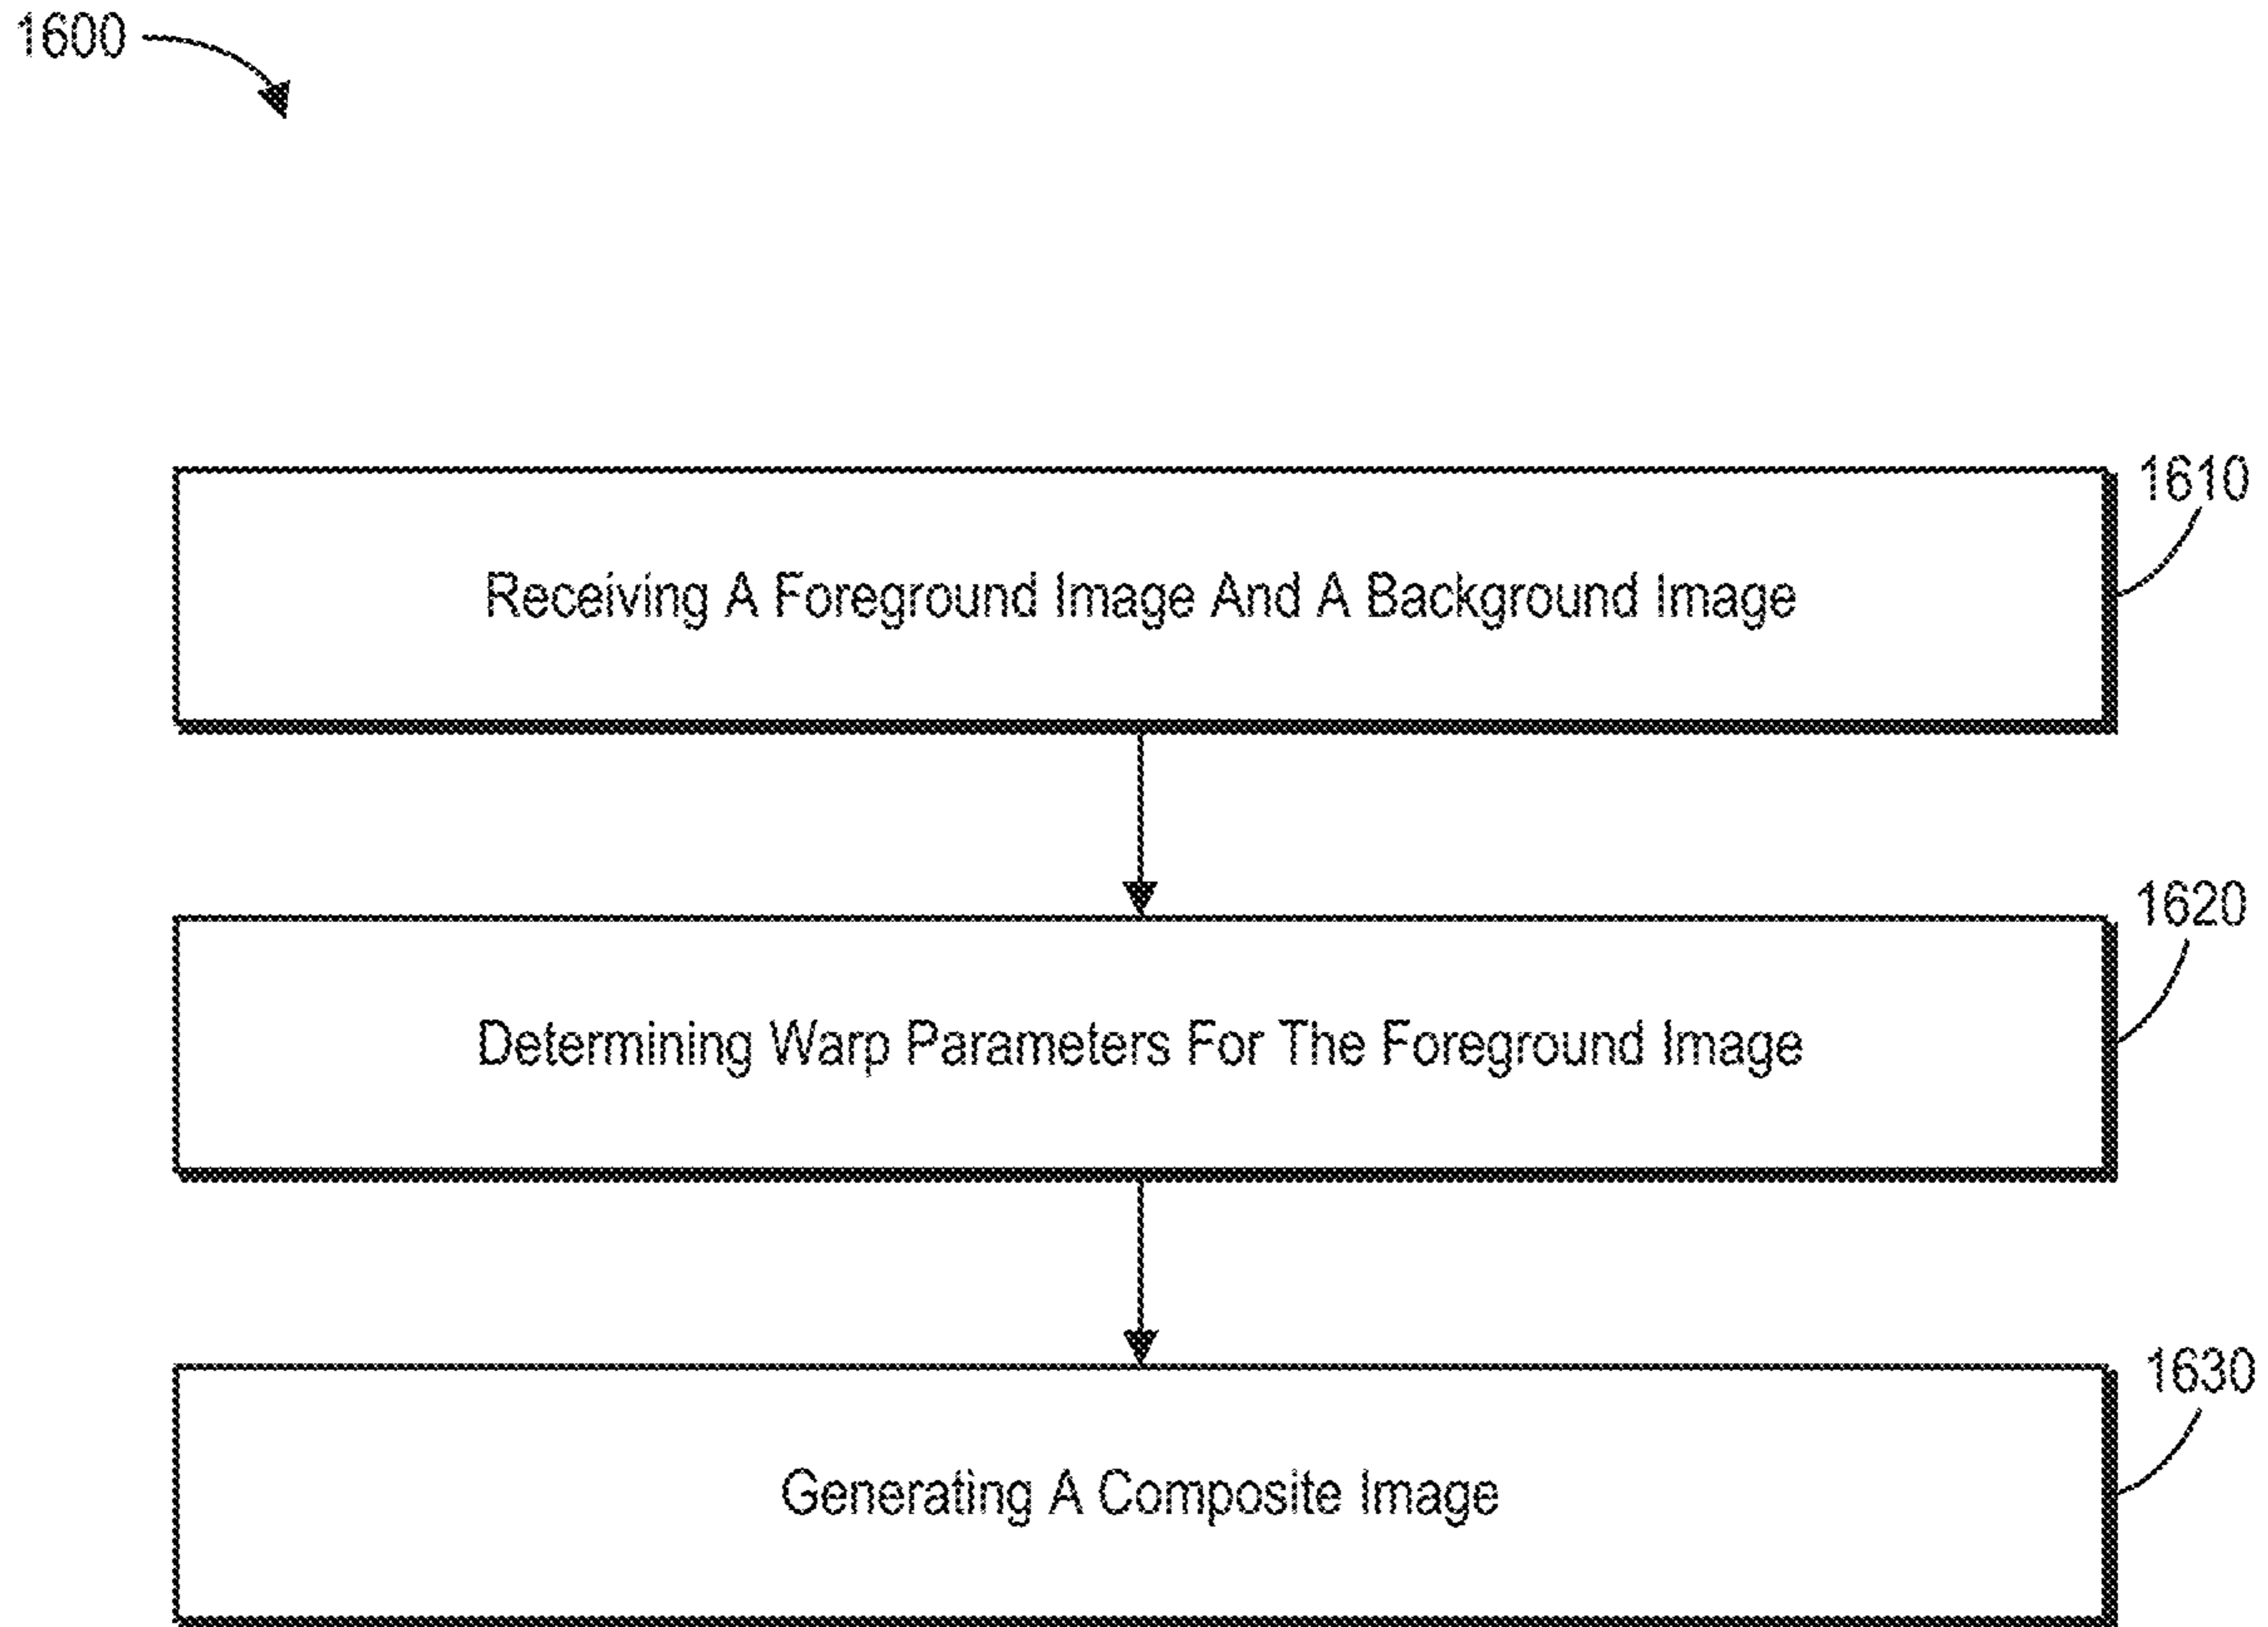 1600
1610
Receiving A Foreground Image And A Background Image
1620
Determining Warp Parameters For The Foreground Image
1630
Generating A Composite Image